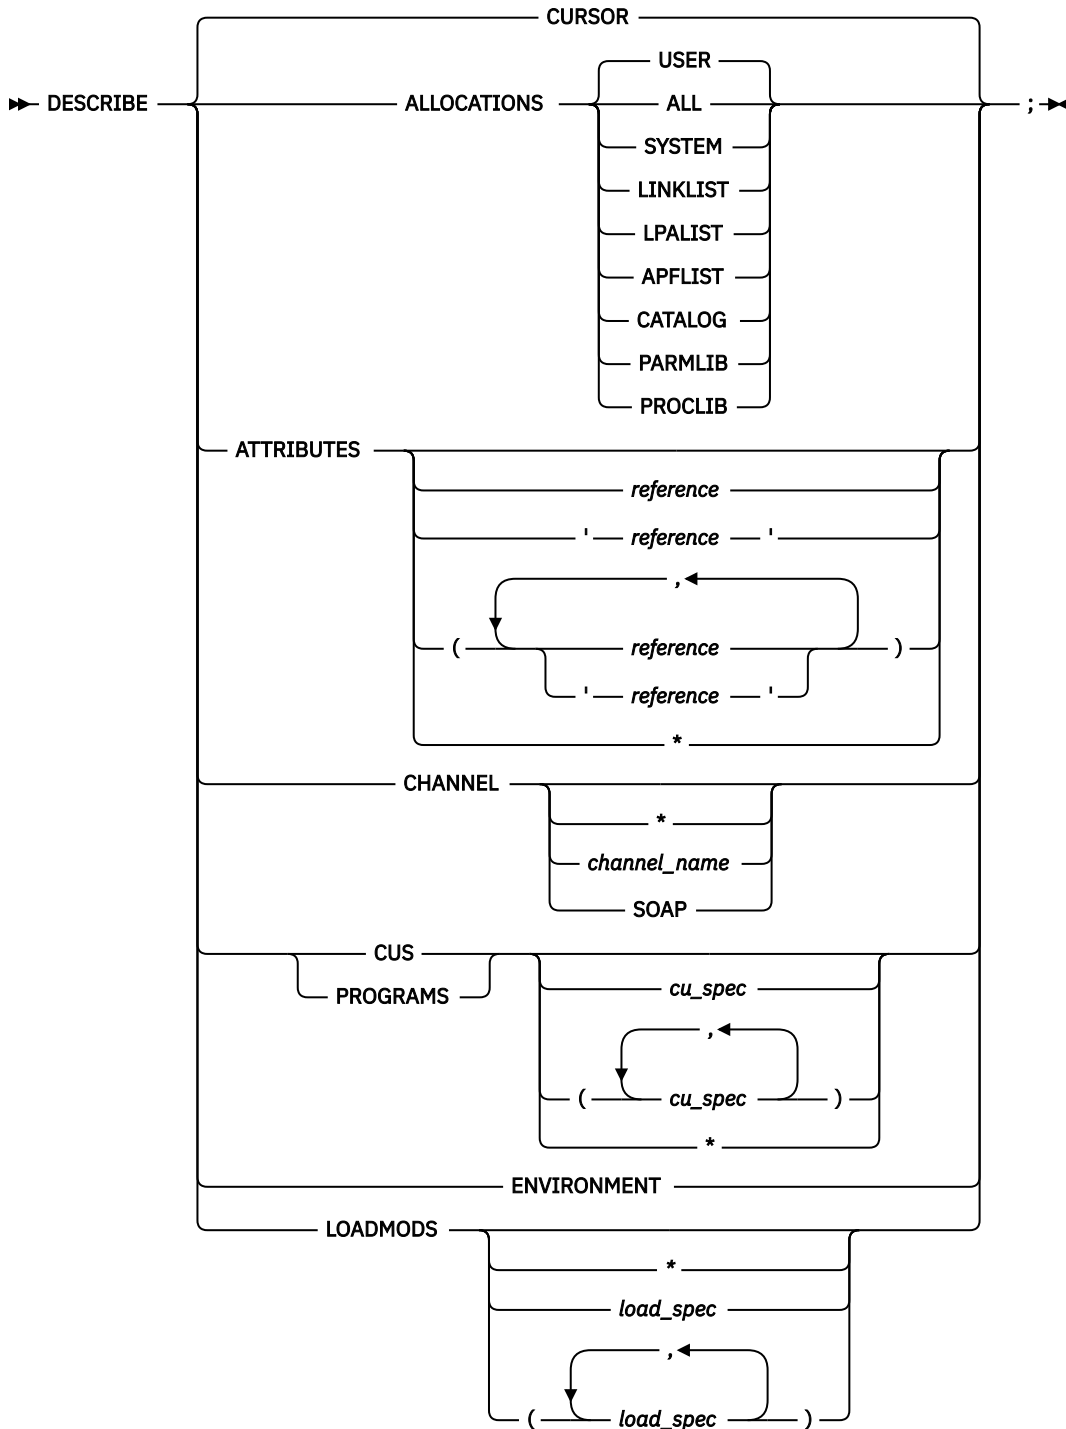 CURSOR
USER
DESCRIBE ALLOCATIONS ALL ;
SYSTEM
LINKLIST
LPALIST
APFLIST
CATALOG
PARMLIB
PROCLIB
ATTRIBUTES
reference
' reference '
,
( reference )
' reference '
*
CHANNEL
*
channel_name
SOAP
CUS
PROGRAMS
cu_spec
,
( cu_spec )
*
ENVIRONMENT
LOADMODS
*
load_spec
,
( load_spec )